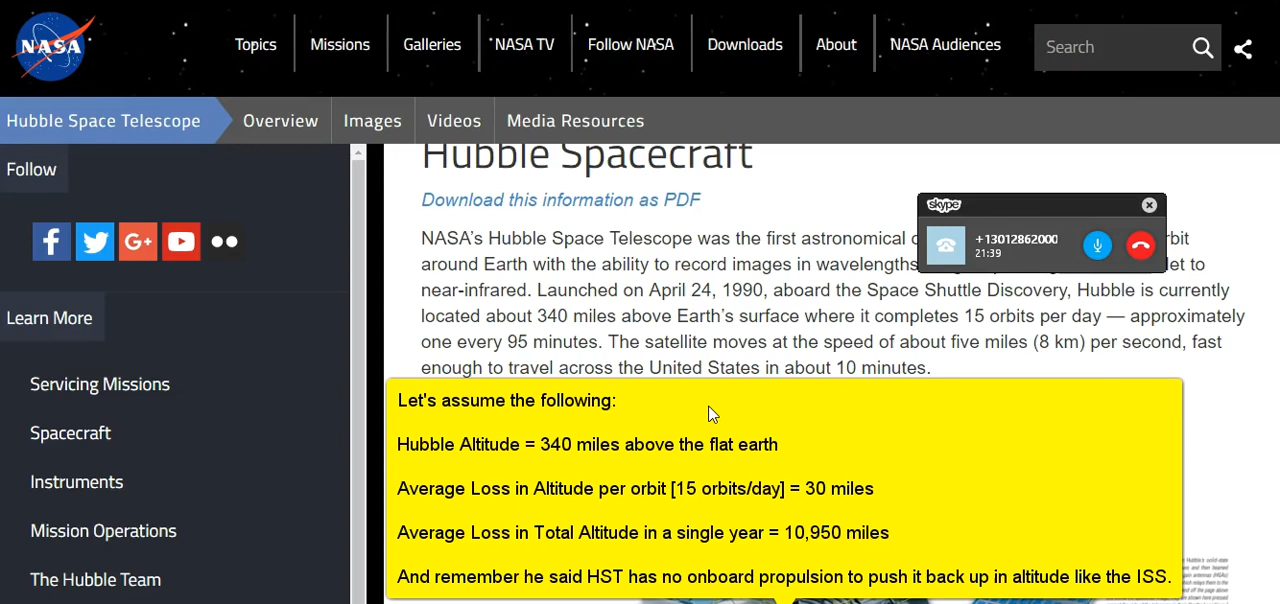 NASA
Topics
Missions
Galleries
NASA TV
Follow NASA
Downloads
About
NASA Audiences
Search
Hubble Space Telescope
Overview
Images
Videos
Media Resources
Follow
f
G+
Learn More
Servicing Missions
Spacecraft
Instruments
Mission Operations
The Hubble Team
Hubble Spacecraft
Download this information as PDF
NASA's Hubble Space Telescope was the first astronomical
around Earth with the ability to record images in wavelengths
near-infrared. Launched on April 24, 1990, aboard the Space Shuttle Discovery, Hubble is currently
located about 340 miles above Earth's surface where it completes 15 orbits per day — approximately
one every 95 minutes. The satellite moves at the speed of about five miles (8 km) per second, fast
enough to travel across the United States in about 10 minutes.
skype
+13012862000
21:39
Let's assume the following:
Hubble Altitude = 340 miles above the flat earth
Average Loss in Altitude per orbit [15 orbits/day] = 30 miles
Average Loss in Total Altitude in a single year = 10,950 miles
And remember he said HST has no onboard propulsion to push it back up in altitude like the ISS.